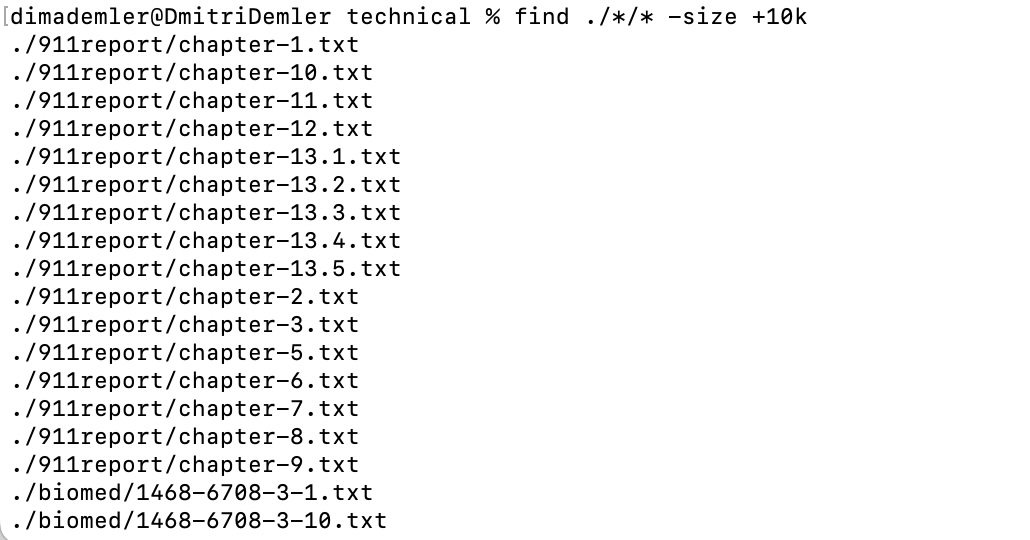 [dimademler@DmitriDemler technical % find ./*/* -size +10k
./911report/chapter-1.txt
./911report/chapter-10.txt
./911report/chapter-11.txt
./911report/chapter-12.txt
./911report/chapter-13.1.txt
./911report/chapter-13.2.txt
./911report/chapter-13.3.txt
./911report/chapter-13.4.txt
./911report/chapter-13.5.txt
./911report/chapter-2.txt
./911report/chapter-3.txt
./911report/chapter-5.txt
./911report/chapter-6.txt
./911report/chapter-7.txt
./911report/chapter-8.txt
./911report/chapter-9.txt
./biomed/1468-6708-3-1.txt
./biomed/1468-6708-3-10.txt